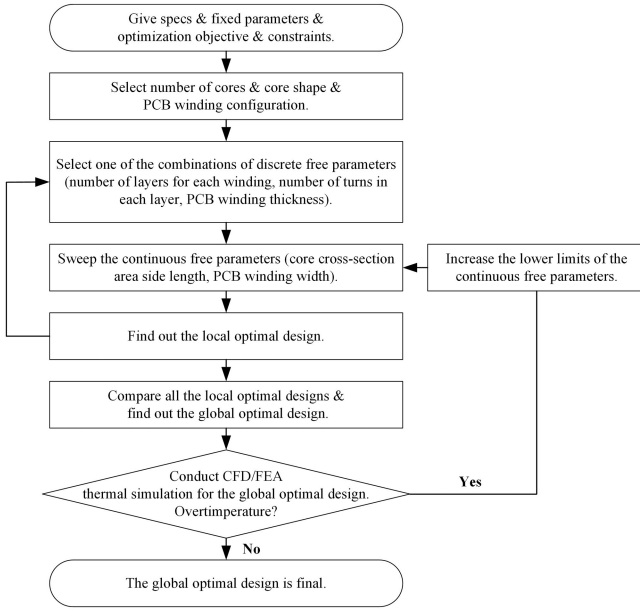 Give specs & fixed parameters &
optimization objective & constraints.
Select number of cores & core shape &
PCB winding configuration.
Select one of the combinations of discrete free parameters
(number of layers for each winding, number of turns in
each layer, PCB winding thickness).
Sweep the continuous free parameters (core cross-section
area side length, PCB winding width).
Increase the lower limits of the
continuous free parameters.
Find out the local optimal design.
Compare all the local optimal designs &
find out the global optimal design.
Conduct CFD/FEA
thermal simulation for the global optimal design.
Overtimperature?
Yes
No
The global optimal design is final.